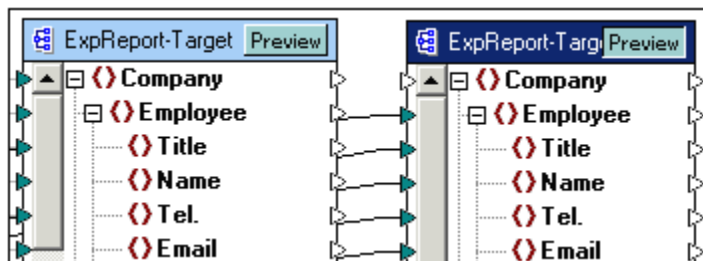 ExpReport-Target Preview
Company
Employee
Title
Name
Tel.
Email
ExpReport-Targ Preview
Company
Employee
Title
Name
Tel.
Email